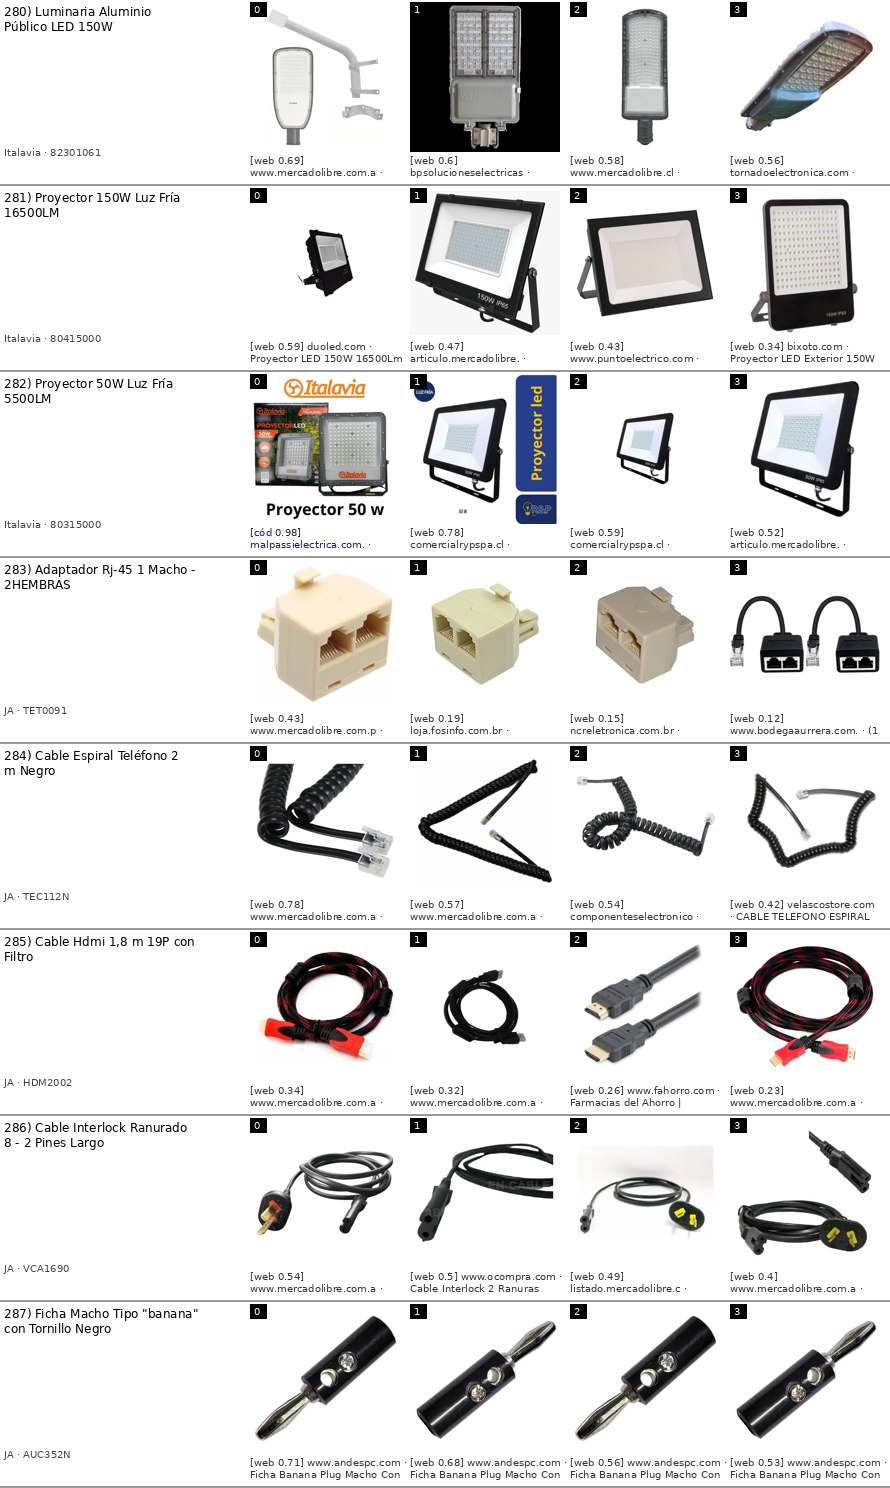 280) Luminaria Aluminio
Público LED 150W
Italavia · 82301061
0
[web 0.69]
www.mercadolibre.com.a ·
1
[web 0.6]
bpsolucioneselectricas ·
2
[web 0.58]
www.mercadolibre.cl ·
3
[web 0.56]
tornadoelectronica.com ·
281) Proyector 150W Luz Fría
16500LM
Italavia · 80415000
0
[web 0.59] duoled.com ·
Proyector LED 150W 16500Lm
1
150W IP65
[web 0.47]
articulo.mercadolibre. ·
2
[web 0.43]
www.puntoelectrico.com ·
3
[web 0.34] bixoto.com ·
Proyector LED Exterior 150W
282) Proyector 50W Luz Fría
5500LM
Italavia · 80315000
0
Italavia
PROYECTORLED
Proyector 50 w
[cód 0.98]
malpassielectrica.com. ·
1
LUZ FRÍA
Proyector led
[web 0.78]
comercialrypspa.cl ·
2
[web 0.59]
comercialrypspa.cl ·
3
[web 0.52]
articulo.mercadolibre. ·
283) Adaptador Rj-45 1 Macho -
2HEMBRAS
JA · TET0091
0
[web 0.43]
www.mercadolibre.com.p ·
1
[web 0.19]
loja.fosinfo.com.br ·
2
[web 0.15]
ncreletronica.com.br ·
3
[web 0.12]
www.bodegaaurrera.com. · (1
284) Cable Espiral Teléfono 2
m Negro
JA · TEC112N
0
[web 0.78]
www.mercadolibre.com.a ·
1
[web 0.57]
www.mercadolibre.com.a ·
2
[web 0.54]
componenteselectronico ·
3
[web 0.42] velascostore.com
· CABLE TELEFONO ESPIRAL
285) Cable Hdmi 1,8 m 19P con
Filtro
JA · HDM2002
0
[web 0.34]
www.mercadolibre.com.a ·
1
[web 0.32]
www.mercadolibre.com.a ·
2
[web 0.26] www.fahorro.com ·
Farmacias del Ahorro |
3
[web 0.23]
www.mercadolibre.com.a ·
286) Cable Interlock Ranurado
8 - 2 Pines Largo
JA · VCA1690
0
[web 0.54]
www.mercadolibre.com.a ·
1
[web 0.5] www.ocompra.com ·
Cable Interlock 2 Ranuras
2
[web 0.49]
listado.mercadolibre.c ·
3
[web 0.4]
www.mercadolibre.com.a ·
287) Ficha Macho Tipo "banana"
con Tornillo Negro
JA · AUC352N
0
[web 0.71] www.andespc.com ·
Ficha Banana Plug Macho Con
1
[web 0.68] www.andespc.com ·
Ficha Banana Plug Macho Con
2
[web 0.56] www.andespc.com ·
Ficha Banana Plug Macho Con
3
[web 0.53] www.andespc.com ·
Ficha Banana Plug Macho Con